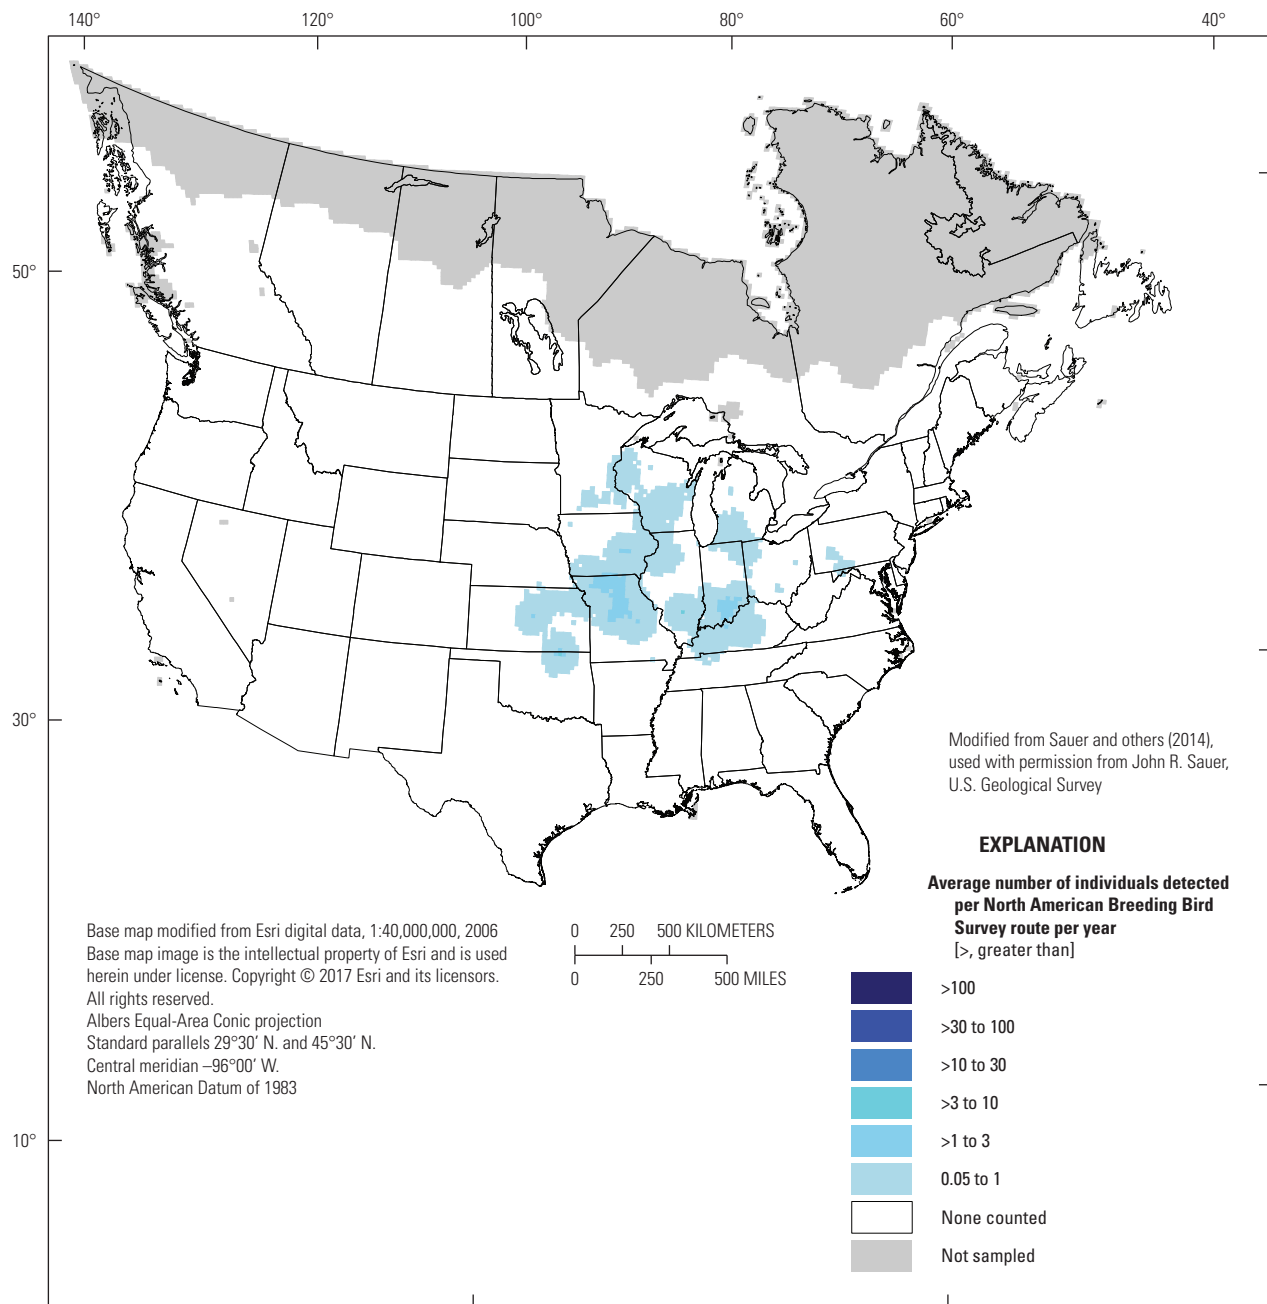 140° 120° 100° 80° 60° 40°
50°
30°
10°
Modified from Sauer and others (2014),
used with permission from John R. Sauer,
U.S. Geological Survey
EXPLANATION
Average number of individuals detected
per North American Breeding Bird
Survey route per year
[>, greater than]
>100
>30 to 100
>10 to 30
>3 to 10
>1 to 3
0.05 to 1
None counted
Not sampled
Base map modified from Esri digital data, 1:40,000,000, 2006
Base map image is the intellectual property of Esri and is used
herein under license. Copyright © 2017 Esri and its licensors.
All rights reserved.
Albers Equal-Area Conic projection
Standard parallels 29°30′ N. and 45°30′ N.
Central meridian –96°00′ W.
North American Datum of 1983
0 250 500 KILOMETERS
0 250 500 MILES